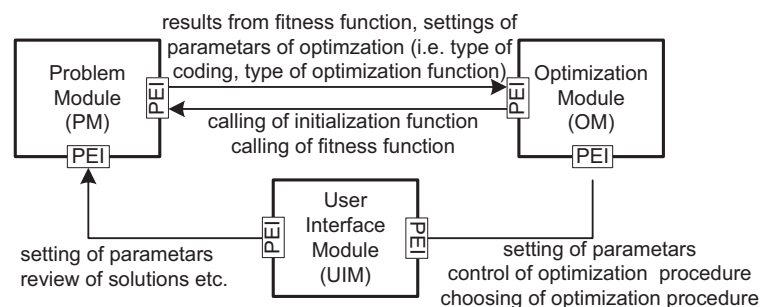 results from fitness function, settings of
parametars of optimzation (i.e. type of
coding, type of optimization function)
Problem
Module
(PM)
PEI
PEI
Optimization
Module
(OM)
PEI
PEI
calling of initialization function
calling of fitness function
User
Interface
Module
(UIM)
PEI
PEI
setting of parametars
review of solutions etc.
setting of parametars
control of optimization procedure
choosing of optimization procedure